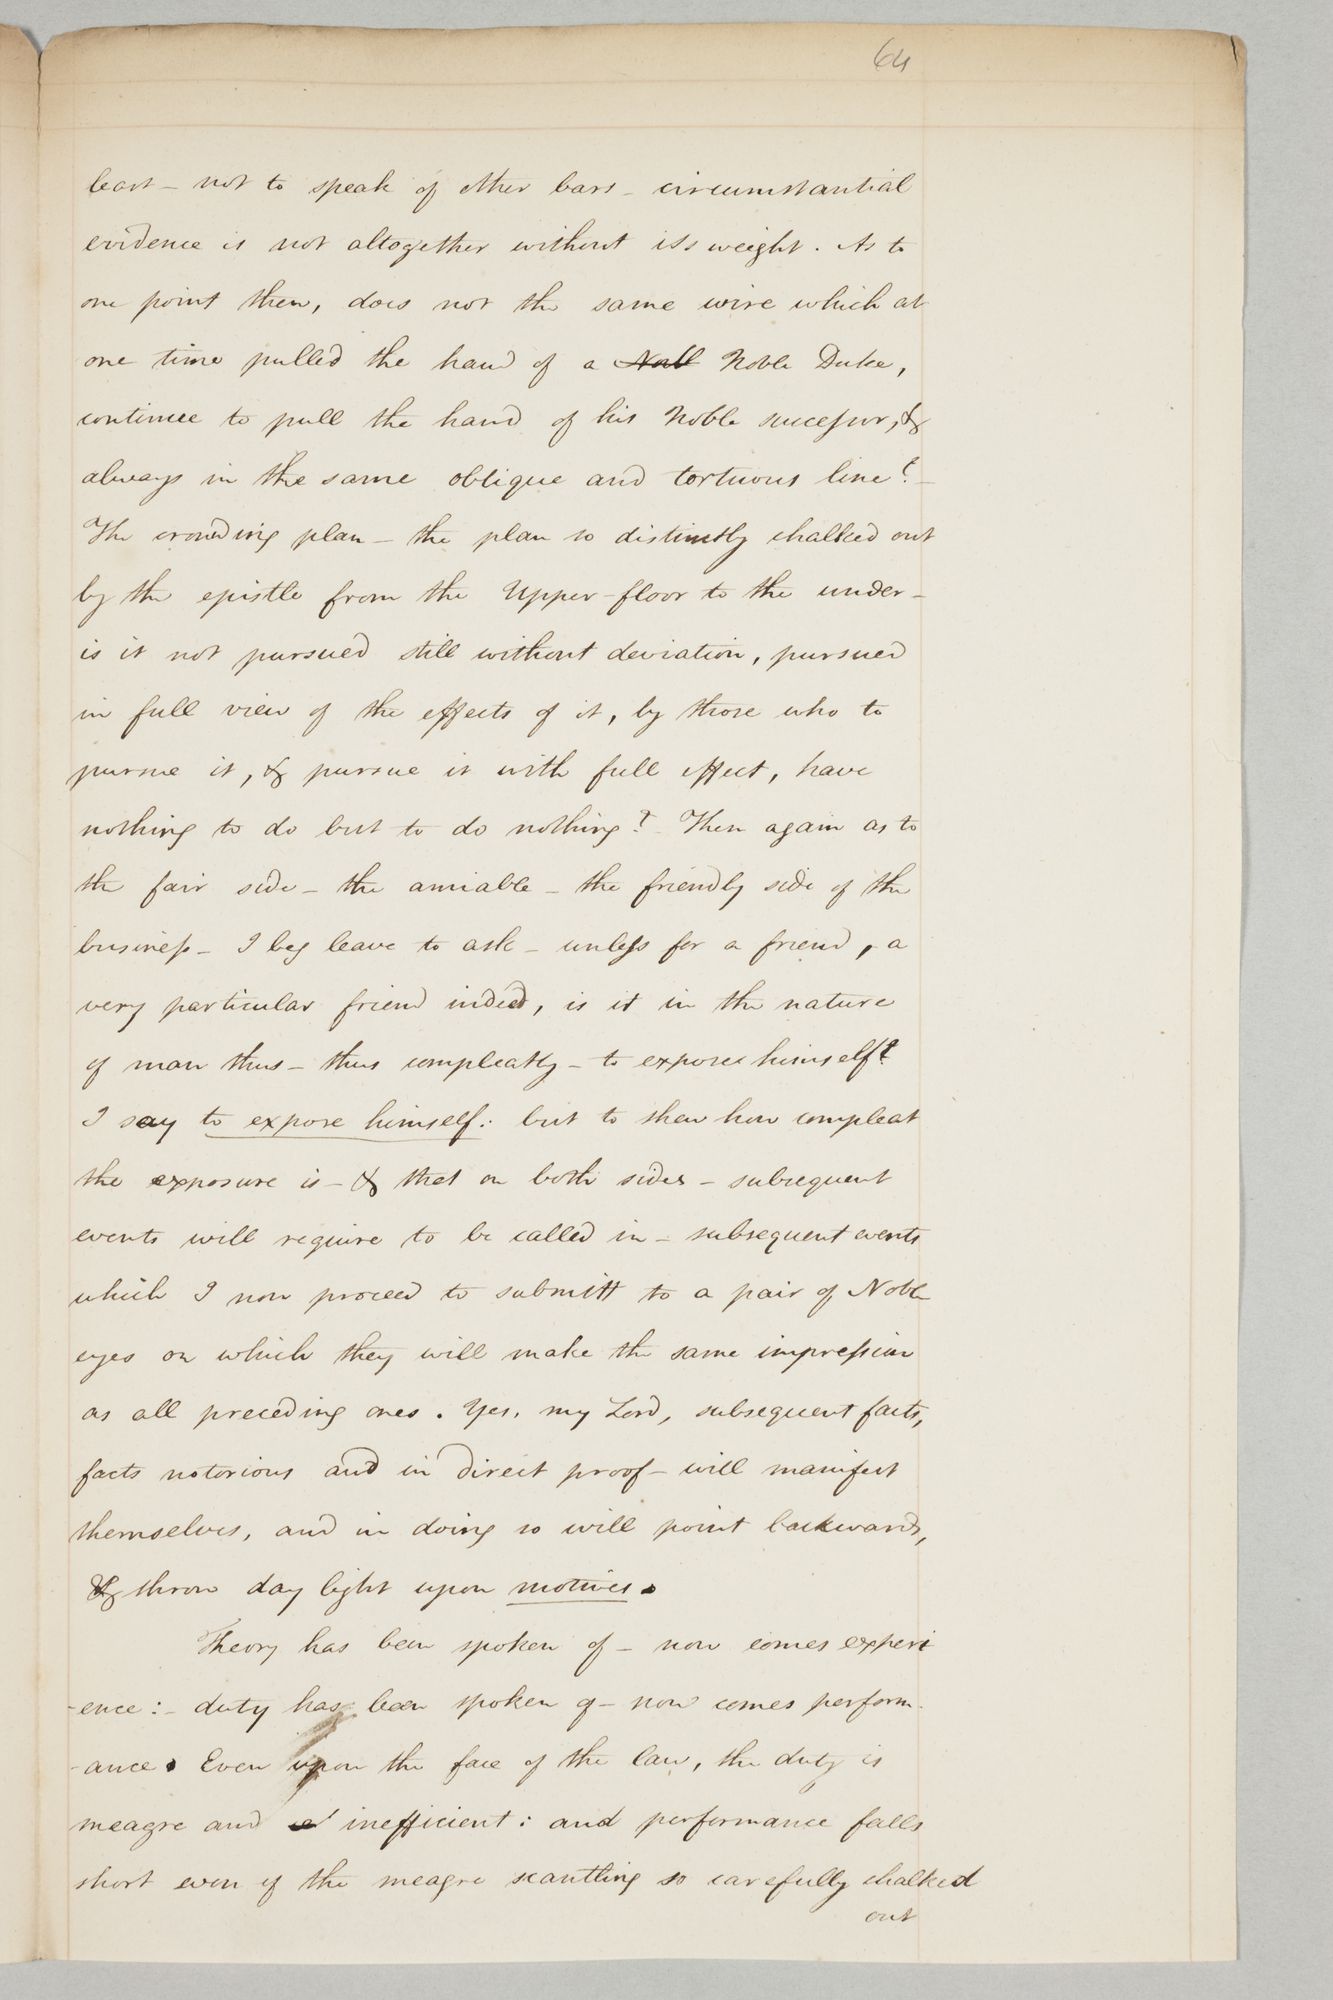 64
least – not to speak of other bars – circumstantial
evidence is not altogether without its weight. As to
one point then, does not the same wire which at
one time pulled the hand of a Nobl Noble Duke,
continue to pull the hand of his Noble successor, &
always in the same oblique and tortuous line? –
The crowding plan – the plan so distinctly chalked out
by the epistle from the Upper-floor to the under –
is it not pursued still without deviation, pursued
in full view of the effects of it, by those who to
pursue it, & pursue it with full effect, have
nothing to do but to do nothing? Then again as to
the fair side – the amiable – the friendly side of the
business – I beg leave to ask – unless for a friend, a
very particular friend indeed, is it in the nature
of man thus – thus compleatly – to expose himself?
I say to expose himself: but to shew how compleat
the exposure is – & that on both sides – subsequent
events will require to be called in – subsequent events
which I now proceed to submitt to a pair of Noble
eyes on which they will make the same impression
as all preceding ones. Yes, my Lord, subsequent facts,
facts notorious and in direct proof – will manifest
themselves, and in doing so will point backwards,
& throw day light upon motives.
Theory has been spoken of – now comes experi
-ence: – duty has been spoken of – now comes perform-
-ance. Even upon the face of the law, the duty is
meagre and inefficient: and performance falls
short even of the meagre scantling so carefully chalked
out